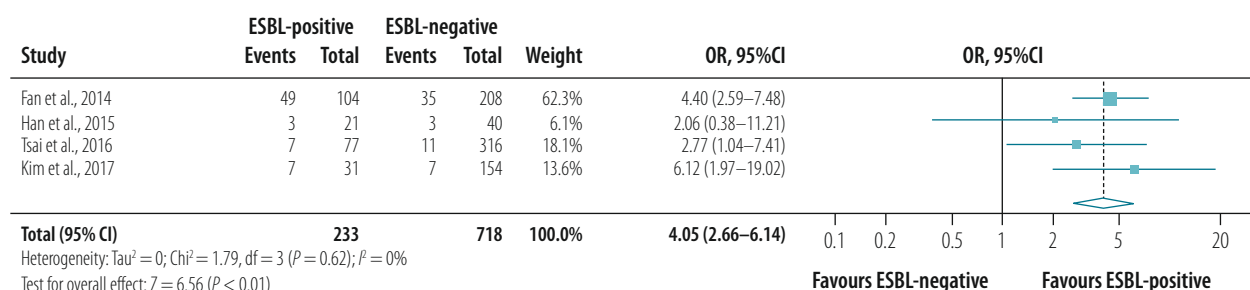 ESBL-positive ESBL-negative
Study Events Total Events Total Weight OR, 95%CI OR, 95%CI
Fan et al., 2014 49 104 35 208 62.3% 4.40 (2.59–7.48)
Han et al., 2015 3 21 3 40 6.1% 2.06 (0.38–11.21)
Tsai et al., 2016 7 77 11 316 18.1% 2.77 (1.04–7.41)
Kim et al., 2017 7 31 7 154 13.6% 6.12 (1.97–19.02)
Total (95% CI) 233 718 100.0% 4.05 (2.66–6.14)
0.1 0.2 0.5 1 2 5 20
Heterogeneity: Tau² = 0; Chi² = 1.79, df = 3 (P = 0.62); I² = 0%
Test for overall effect: 7 = 6.56 (P < 0.01)
Favours ESBL-negative Favours ESBL-positive